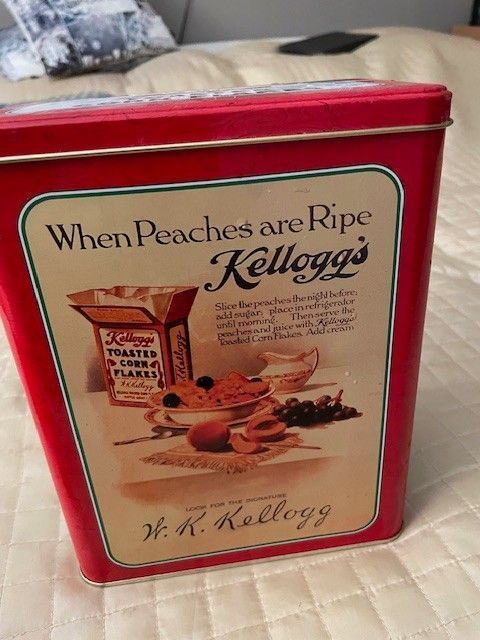 When Peaches are Ripe
Kellogg's
Slice the peaches the night before;
add sugar; place in refrigerator
until morning. Then serve the
peaches and juice with Kellogg's
Toasted Corn Flakes. Add cream
Kellogg's
TOASTED
CORN
FLAKES
W.K.Kellogg
Kellogg's
LOOK FOR THE SIGNATURE
W. K. Kellogg